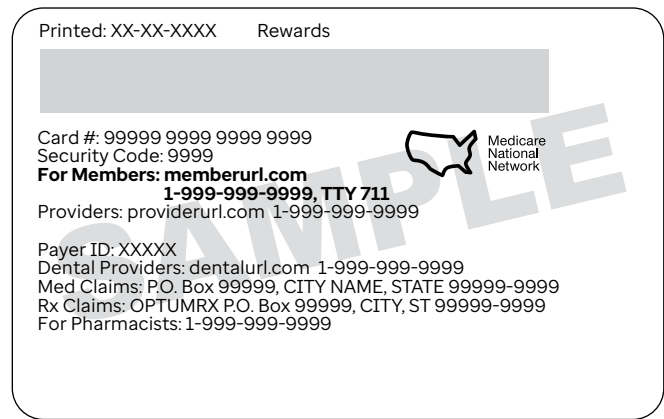 Printed: XX-XX-XXXX Rewards
Card #: 99999 9999 9999 9999
Security Code: 9999
Medicare
National
Network
For Members: memberurl.com
1-999-999-9999, TTY 711
Providers: providerurl.com 1-999-999-9999
Payer ID: XXXXX
Dental Providers: dentalurl.com 1-999-999-9999
Med Claims: P.O. Box 99999, CITY NAME, STATE 99999-9999
Rx Claims: OPTUMRX P.O. Box 99999, CITY, ST 99999-9999
For Pharmacists: 1-999-999-9999
SAMPLE